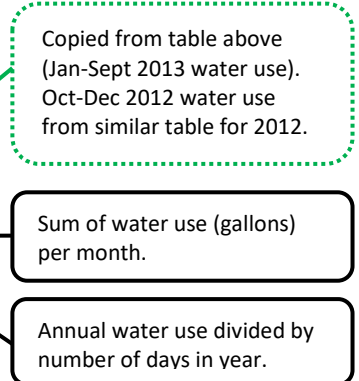 Copied from table above
(Jan-Sept 2013 water use).
Oct-Dec 2012 water use
from similar table for 2012.
Sum of water use (gallons)
per month.
Annual water use divided by
number of days in year.